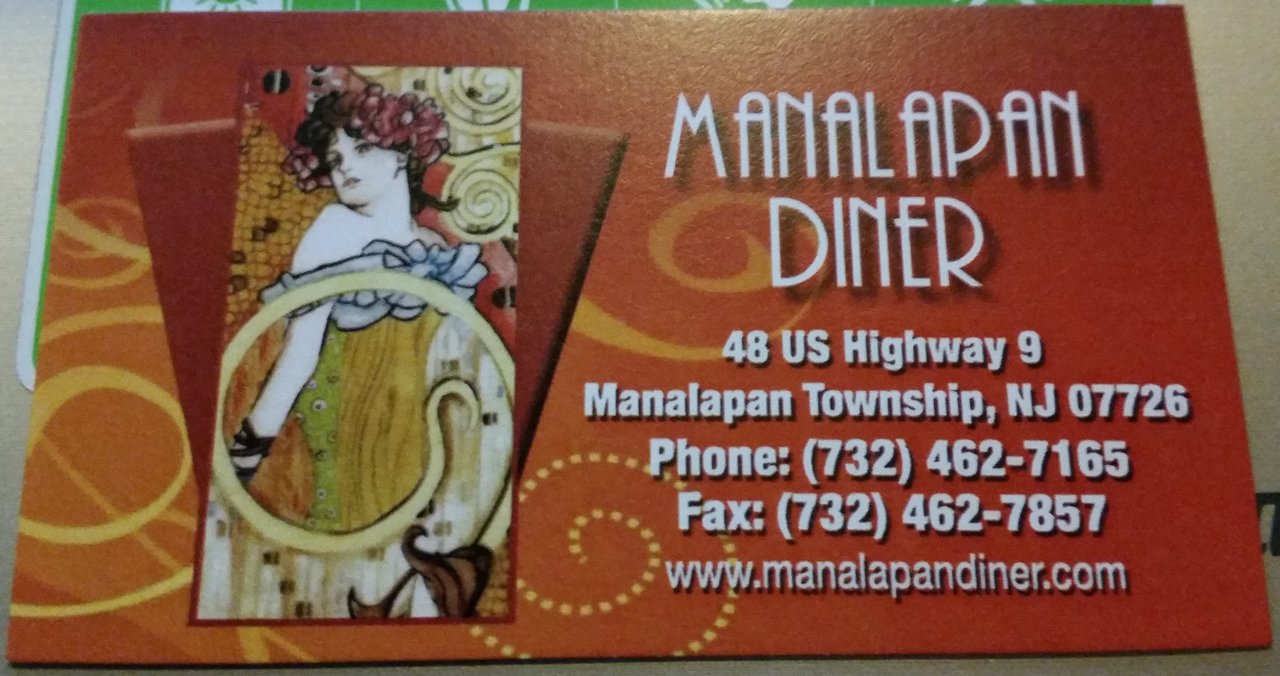 MANALAPAN
DINER
48 US Highway 9
Manalapan Township, NJ 07726
Phone: (732) 462-7165
Fax: (732) 462-7857
www.manalapandiner.com